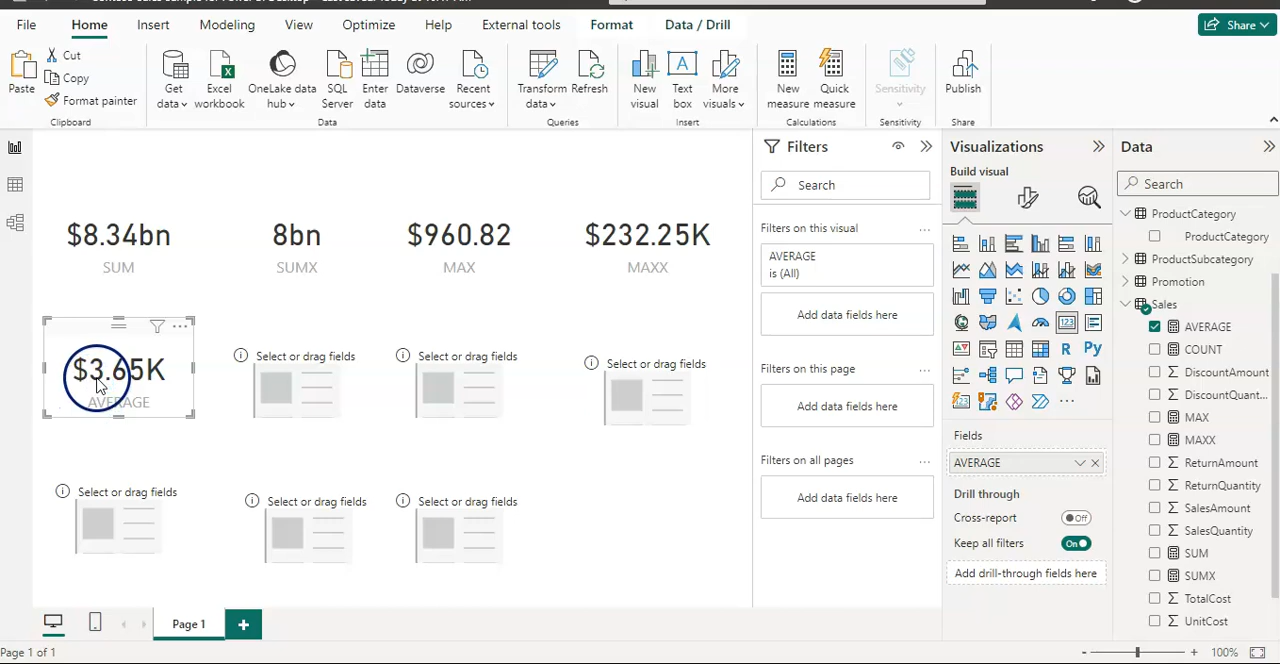 File
Home
Insert
Modeling
View
Optimize
Help
External tools
Format
Data / Drill
Share
Paste
Cut
Copy
Format painter
Clipboard
Get data
Excel workbook
OneLake data hub
SQL Server
Enter data
Dataverse
Recent sources
Data
Transform data
Refresh
Queries
New visual
Text box
More visuals
Insert
New measure
Quick measure
Calculations
Sensitivity
Sensitivity
Publish
Share
$8.34bn
SUM
8bn
SUMX
$960.82
MAX
$232.25K
MAXX
$3.65K
AVERAGE
Select or drag fields
Select or drag fields
Select or drag fields
Select or drag fields
Select or drag fields
Select or drag fields
Filters
Search
Filters on this visual
AVERAGE
is (All)
Add data fields here
Filters on this page
Add data fields here
Filters on all pages
Add data fields here
Visualizations
Build visual
123
R
Py
Fields
AVERAGE
Drill through
Cross-report
Off
Keep all filters
On
Add drill-through fields here
Data
Search
ProductCategory
ProductCategory
ProductSubcategory
Promotion
Sales
AVERAGE
COUNT
DiscountAmount
DiscountQuant...
MAX
MAXX
ReturnAmount
ReturnQuantity
SalesAmount
SalesQuantity
SUM
SUMX
TotalCost
UnitCost
Page 1
Page 1 of 1
- + 100%